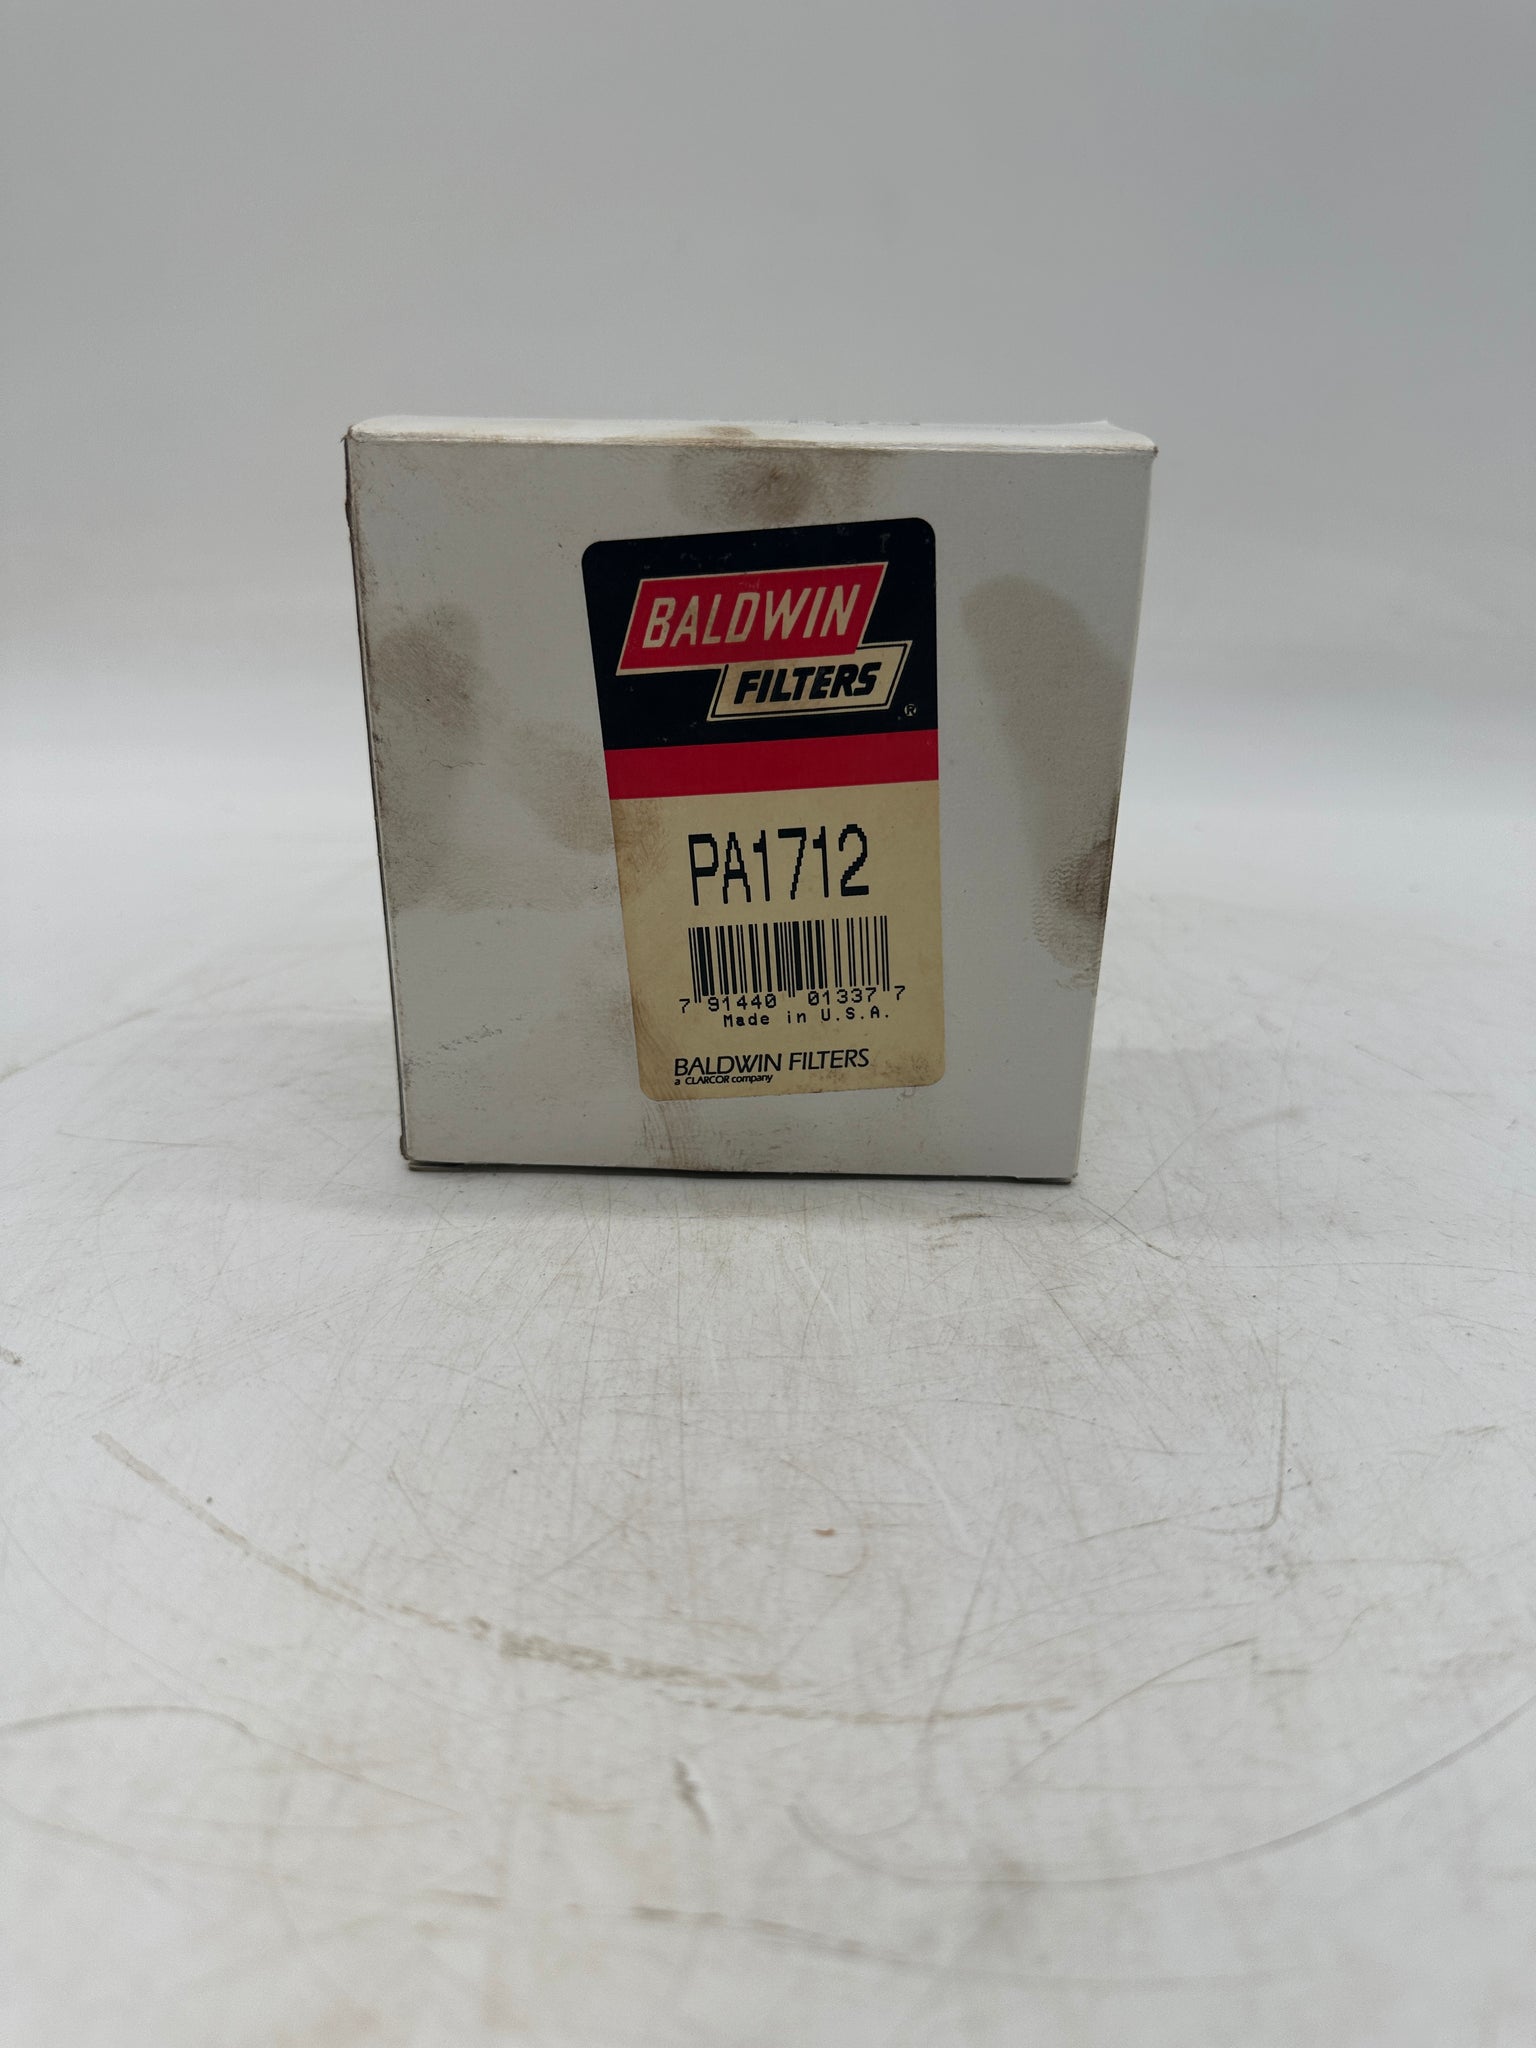 BALDWIN
FILTERS
®
PA1712
7 91440 01337 7
Made in U.S.A.
BALDWIN FILTERS
a CLARCOR company